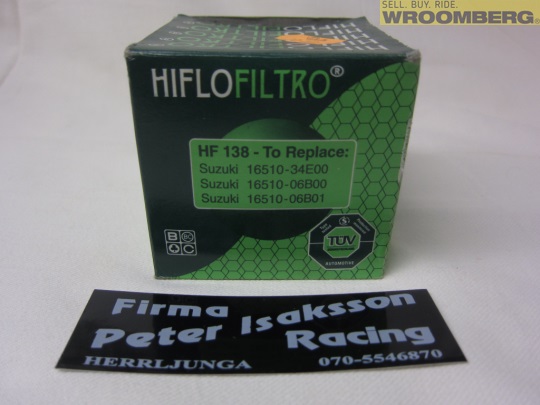 SELL. BUY. RIDE.
WROOMBERG
HIFLOFILTRO®
HF 138 - To Replace:
Suzuki 16510-34E00
Suzuki 16510-06B00
Suzuki 16510-06B01
TÜV
AUTOMOTIVE
Firma
Peter Isaksson
Racing
HERRLJUNGA 070-5546870